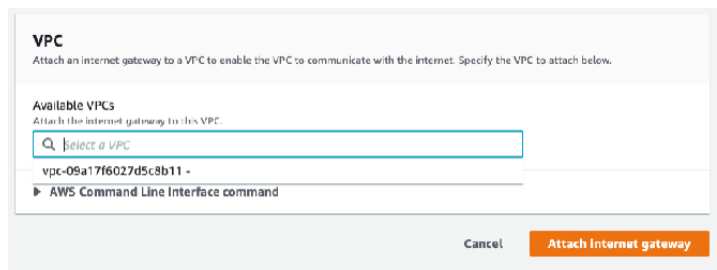 VPC
Attach an internet gateway to a VPC to enable the VPC to communicate with the internet. Specify the VPC to attach below.
Available VPCs
Attach the internet gateway to this VPC.
Select a VPC
vpc-09a17f6027d5c8b11 -
AWS Command Line Interface command
Cancel
Attach internet gateway